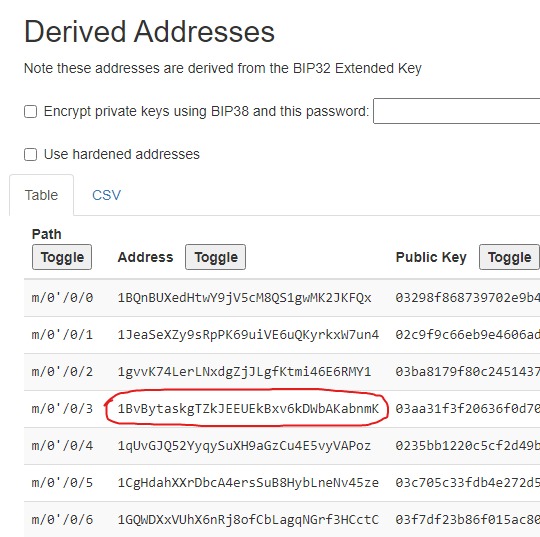 Derived Addresses
Note these addresses are derived from the BIP32 Extended Key
Encrypt private keys using BIP38 and this password:
Use hardened addresses
Table CSV
Path
Toggle Address Toggle Public Key Toggle
m/0'/0/0 1BQnBUXedHtwY9jV5cM8QS1gwMK2JKFQx 03298f868739702e9b4
m/0'/0/1 1JeaSeXZy9sRpPK69uiVE6uQKyrkxW7un4 02c9f9c66eb9e4606ad
m/0'/0/2 1gvvK74LerLNxdgZjJLgfKtmi46E6RMY1 03ba8179f80c2451437
m/0'/0/3 1BvBytaskgTZkJEEUEkBxv6kDWbAKabnmK 03aa31f3f20636f0d70
m/0'/0/4 1qUvGJQ52YyqySuXH9aGzCu4E5vyVAPoz 0235bb1220c5cf2d49b
m/0'/0/5 1CgHdahXXrDbcA4ersSuB8HybLneNv45ze 03c705c33fdb4e272d5
m/0'/0/6 1GQWDXxVUhX6nRj8ofCbLagqNGrf3HCctC 03f7df23b86f015ac80